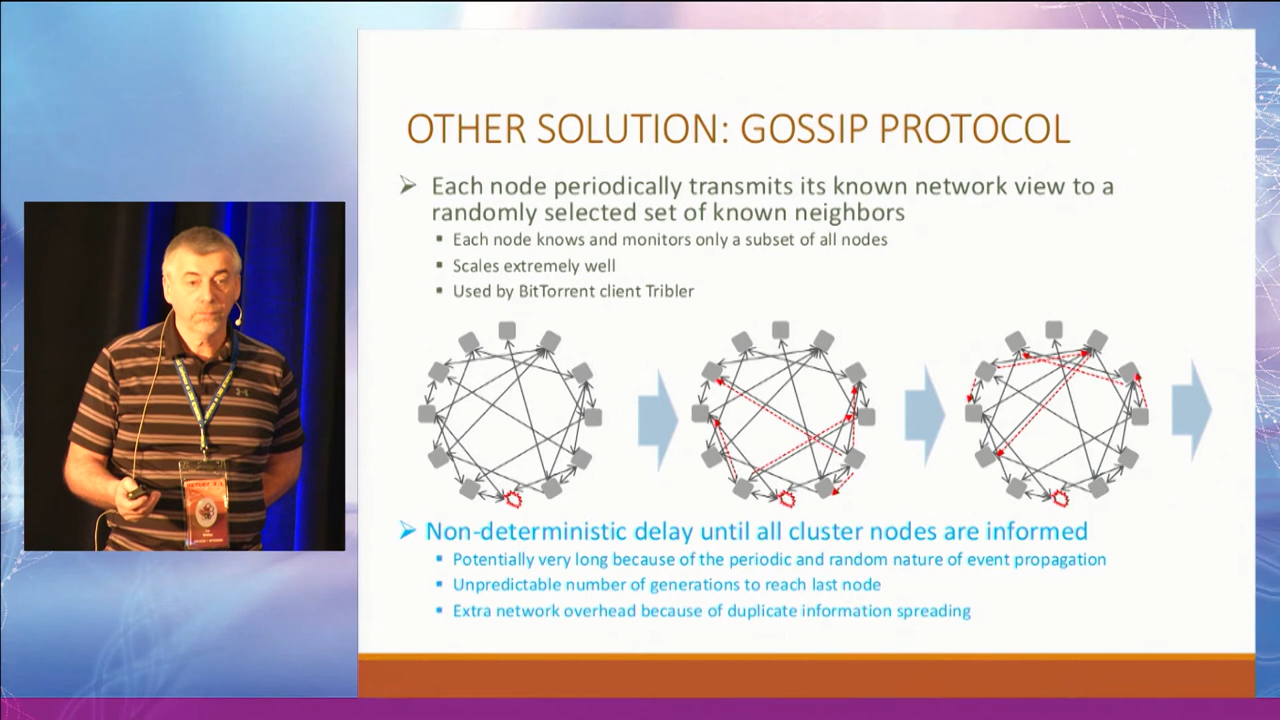 OTHER SOLUTION: GOSSIP PROTOCOL
Each node periodically transmits its known network view to a
randomly selected set of known neighbors
Each node knows and monitors only a subset of all nodes
Scales extremely well
Used by BitTorrent client Tribler
Non-deterministic delay until all cluster nodes are informed
Potentially very long because of the periodic and random nature of event propagation
Unpredictable number of generations to reach last node
Extra network overhead because of duplicate information spreading